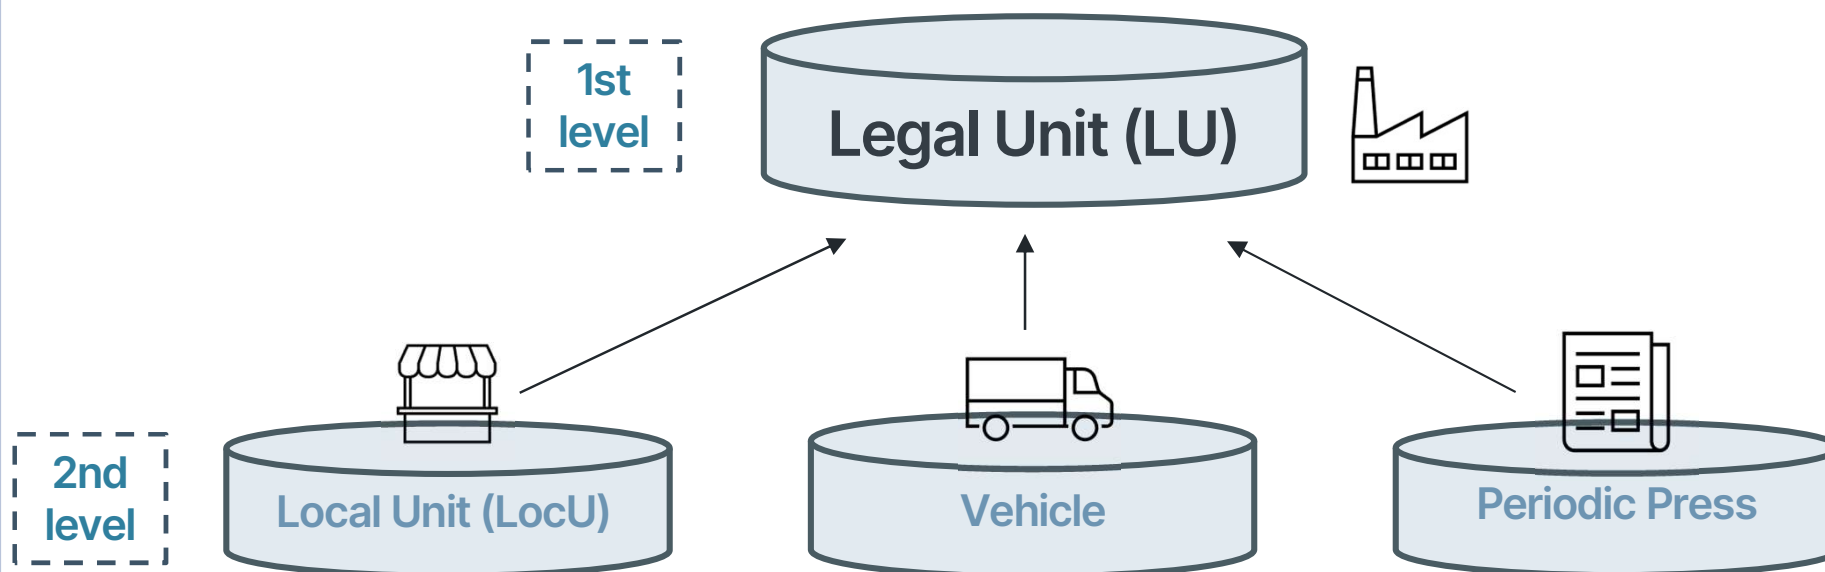 1st
level
Legal Unit (LU)
2nd
level
Local Unit (LocU)
Vehicle
Periodic Press